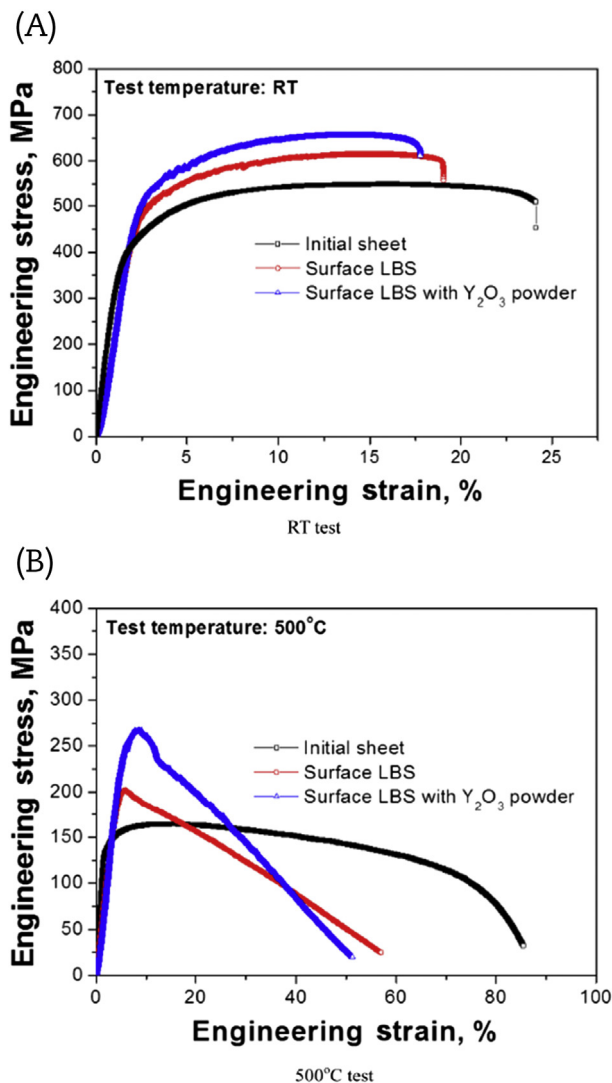 (A)
800
700
600
500
400
300
200
100
0
Engineering stress, MPa
Test temperature: RT
Initial sheet
Surface LBS
Surface LBS with Y₂O₃ powder
0 5 10 15 20 25
Engineering strain, %
RT test
(B)
400
350
300
250
200
150
100
50
0
Engineering stress, MPa
Test temperature: 500°C
Initial sheet
Surface LBS
Surface LBS with Y₂O₃ powder
0 20 40 60 80 100
Engineering strain, %
500°C test